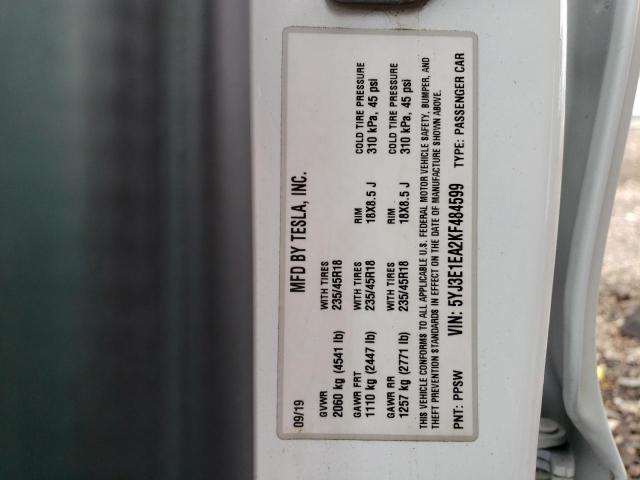 MFD BY TESLA, INC.
09/19
GVWR WITH TIRES
2060 kg (4541 lb) 235/45R18
GAWR FRT WITH TIRES RIM COLD TIRE PRESSURE
1110 kg (2447 lb) 235/45R18 18X8.5 J 310 kPa, 45 psi
GAWR RR WITH TIRES RIM COLD TIRE PRESSURE
1257 kg (2771 lb) 235/45R18 18X8.5 J 310 kPa, 45 psi
THIS VEHICLE CONFORMS TO ALL APPLICABLE U.S. FEDERAL MOTOR VEHICLE SAFETY, BUMPER, AND
THEFT PREVENTION STANDARDS IN EFFECT ON THE DATE OF MANUFACTURE SHOWN ABOVE.
PNT: PPSW VIN: 5YJ3E1EA2KF484599 TYPE: PASSENGER CAR